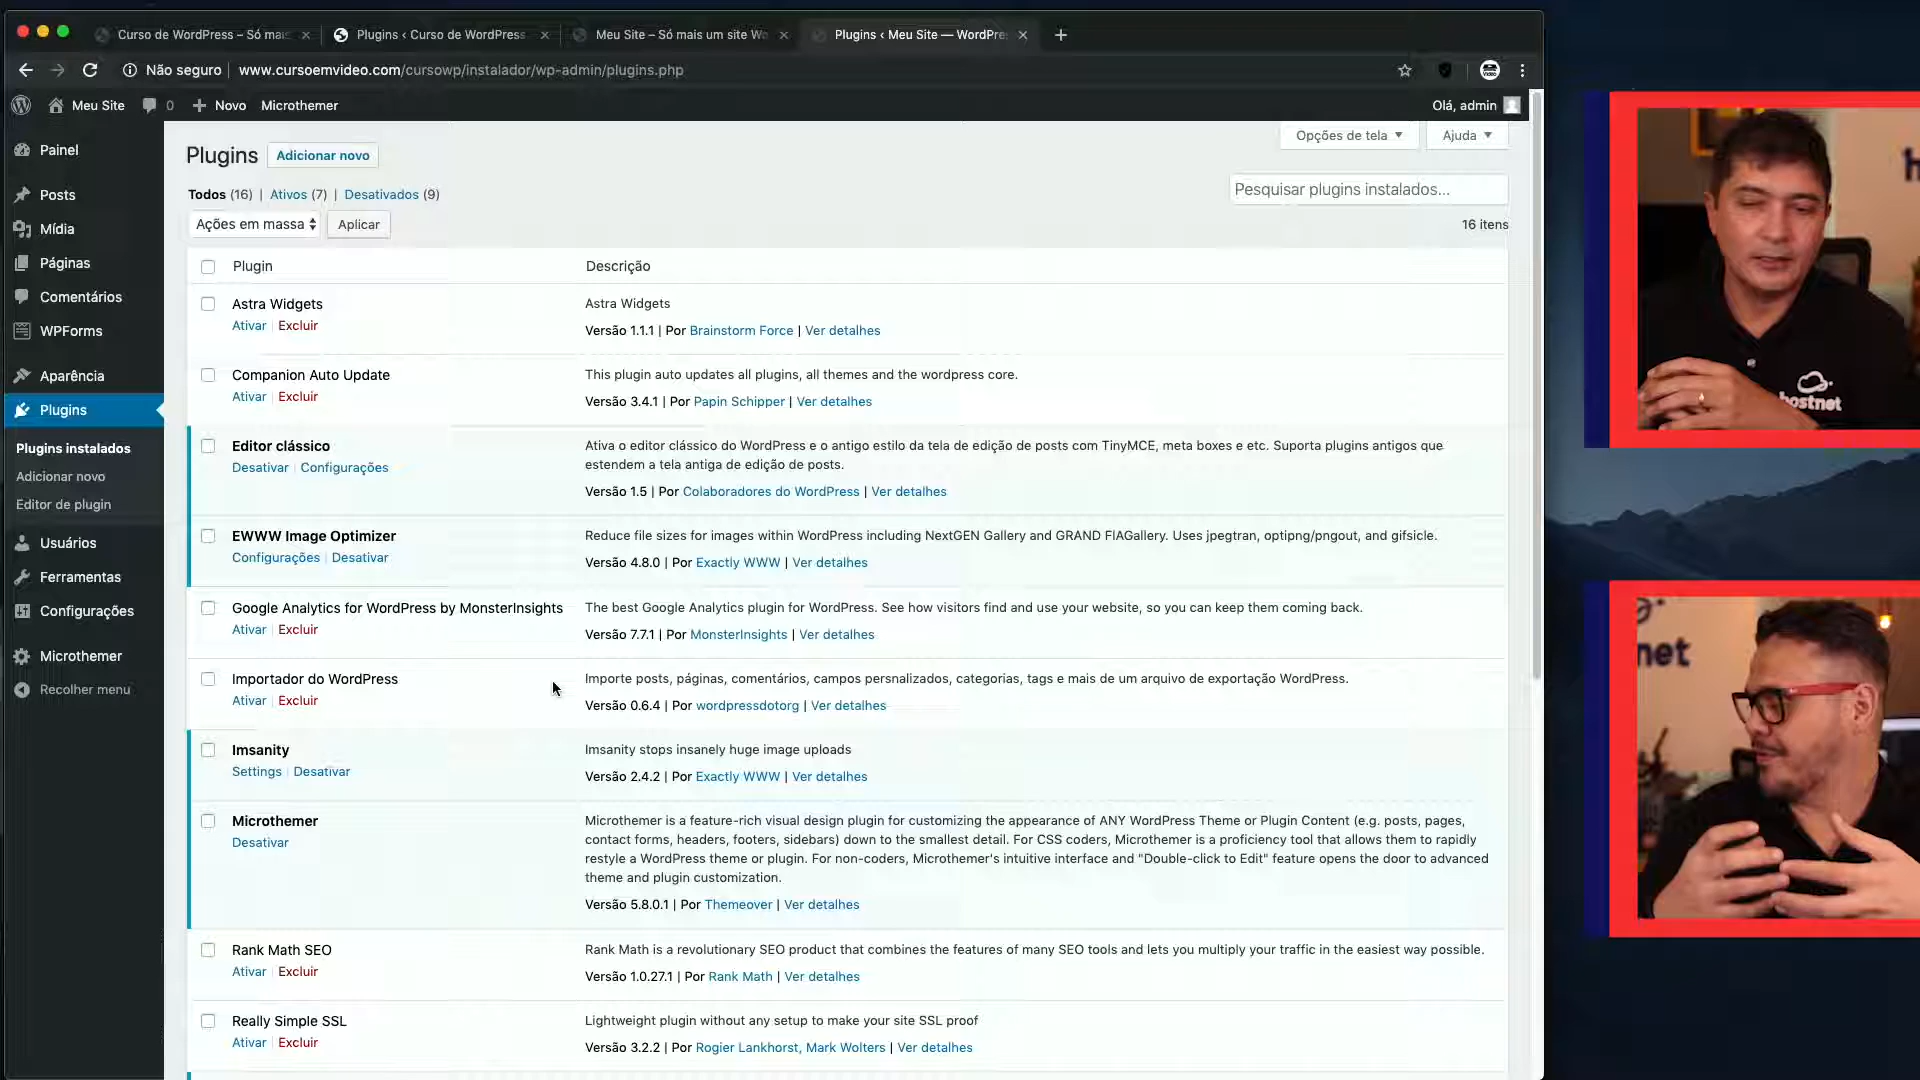 Curso de WordPress – Só mais
Plugins ‹ Curso de WordPress
Meu Site – Só mais um site Wo
Plugins ‹ Meu Site — WordPre
Não seguro
www.cursoemvideo.com/cursowp/instalador/wp-admin/plugins.php
Meu Site
0
Novo
Microthemer
Olá, admin
Painel
Posts
Mídia
Páginas
Comentários
WPForms
Aparência
Plugins
Plugins instalados
Adicionar novo
Editor de plugin
Usuários
Ferramentas
Configurações
Microthemer
Recolher menu
Opções de tela
Ajuda
Plugins
Adicionar novo
Todos (16) | Ativos (7) | Desativados (9)
Pesquisar plugins instalados...
Ações em massa
Aplicar
16 itens
Plugin
Descrição
Astra Widgets
Ativar | Excluir
Astra Widgets
Versão 1.1.1 | Por Brainstorm Force | Ver detalhes
Companion Auto Update
Ativar | Excluir
This plugin auto updates all plugins, all themes and the wordpress core.
Versão 3.4.1 | Por Papin Schipper | Ver detalhes
Editor clássico
Desativar | Configurações
Ativa o editor clássico do WordPress e o antigo estilo da tela de edição de posts com TinyMCE, meta boxes e etc. Suporta plugins antigos que
estendem a tela antiga de edição de posts.
Versão 1.5 | Por Colaboradores do WordPress | Ver detalhes
EWWW Image Optimizer
Configurações | Desativar
Reduce file sizes for images within WordPress including NextGEN Gallery and GRAND FlAGallery. Uses jpegtran, optipng/pngout, and gifsicle.
Versão 4.8.0 | Por Exactly WWW | Ver detalhes
Google Analytics for WordPress by MonsterInsights
Ativar | Excluir
The best Google Analytics plugin for WordPress. See how visitors find and use your website, so you can keep them coming back.
Versão 7.7.1 | Por MonsterInsights | Ver detalhes
Importador do WordPress
Ativar | Excluir
Importe posts, páginas, comentários, campos persnalizados, categorias, tags e mais de um arquivo de exportação WordPress.
Versão 0.6.4 | Por wordpressdotorg | Ver detalhes
Imsanity
Settings | Desativar
Imsanity stops insanely huge image uploads
Versão 2.4.2 | Por Exactly WWW | Ver detalhes
Microthemer
Desativar
Microthemer is a feature-rich visual design plugin for customizing the appearance of ANY WordPress Theme or Plugin Content (e.g. posts, pages,
contact forms, headers, footers, sidebars) down to the smallest detail. For CSS coders, Microthemer is a proficiency tool that allows them to rapidly
restyle a WordPress theme or plugin. For non-coders, Microthemer's intuitive interface and "Double-click to Edit" feature opens the door to advanced
theme and plugin customization.
Versão 5.8.0.1 | Por Themeover | Ver detalhes
Rank Math SEO
Ativar | Excluir
Rank Math is a revolutionary SEO product that combines the features of many SEO tools and lets you multiply your traffic in the easiest way possible.
Versão 1.0.27.1 | Por Rank Math | Ver detalhes
Really Simple SSL
Ativar | Excluir
Lightweight plugin without any setup to make your site SSL proof
Versão 3.2.2 | Por Rogier Lankhorst, Mark Wolters | Ver detalhes
h
hostnet
net